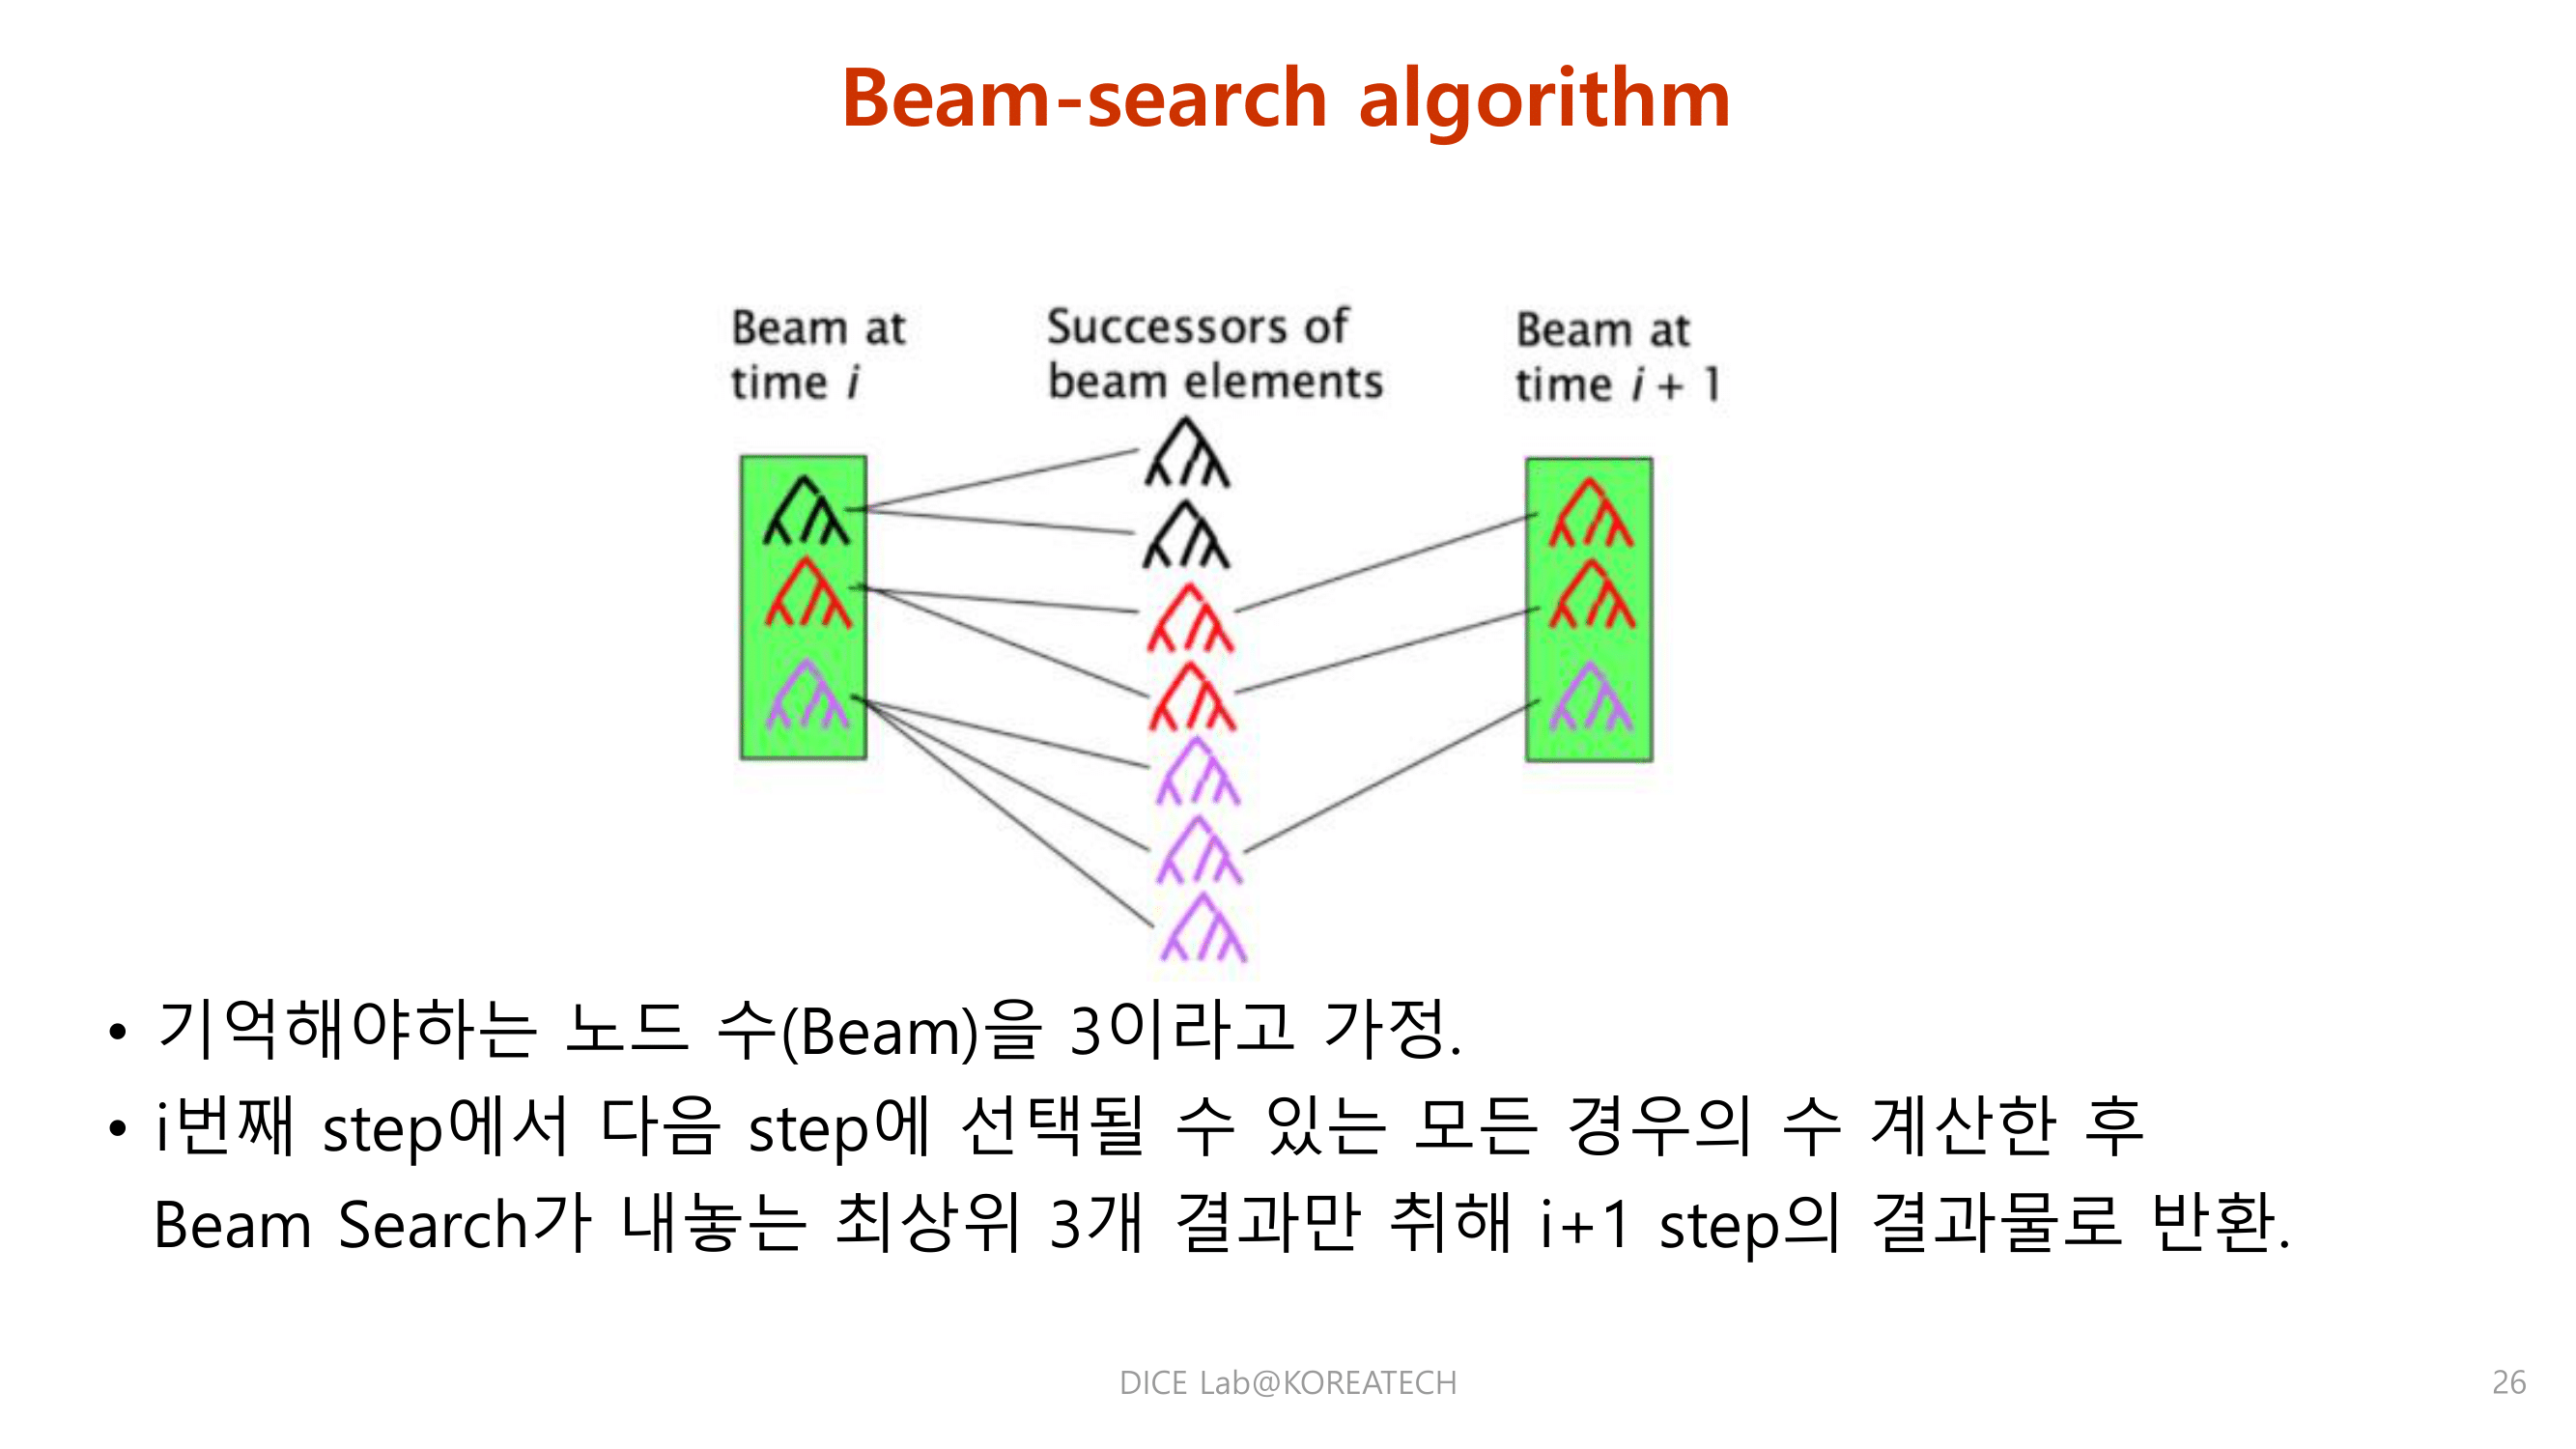 Beam-search algorithm
Beam at
time i
Successors of
beam elements
Beam at
time i + 1
• 기억해야하는 노드 수(Beam)을 3이라고 가정.
• i번째 step에서 다음 step에 선택될 수 있는 모든 경우의 수 계산한 후
Beam Search가 내놓는 최상위 3개 결과만 취해 i+1 step의 결과물로 반환.
DICE Lab@KOREATECH
26